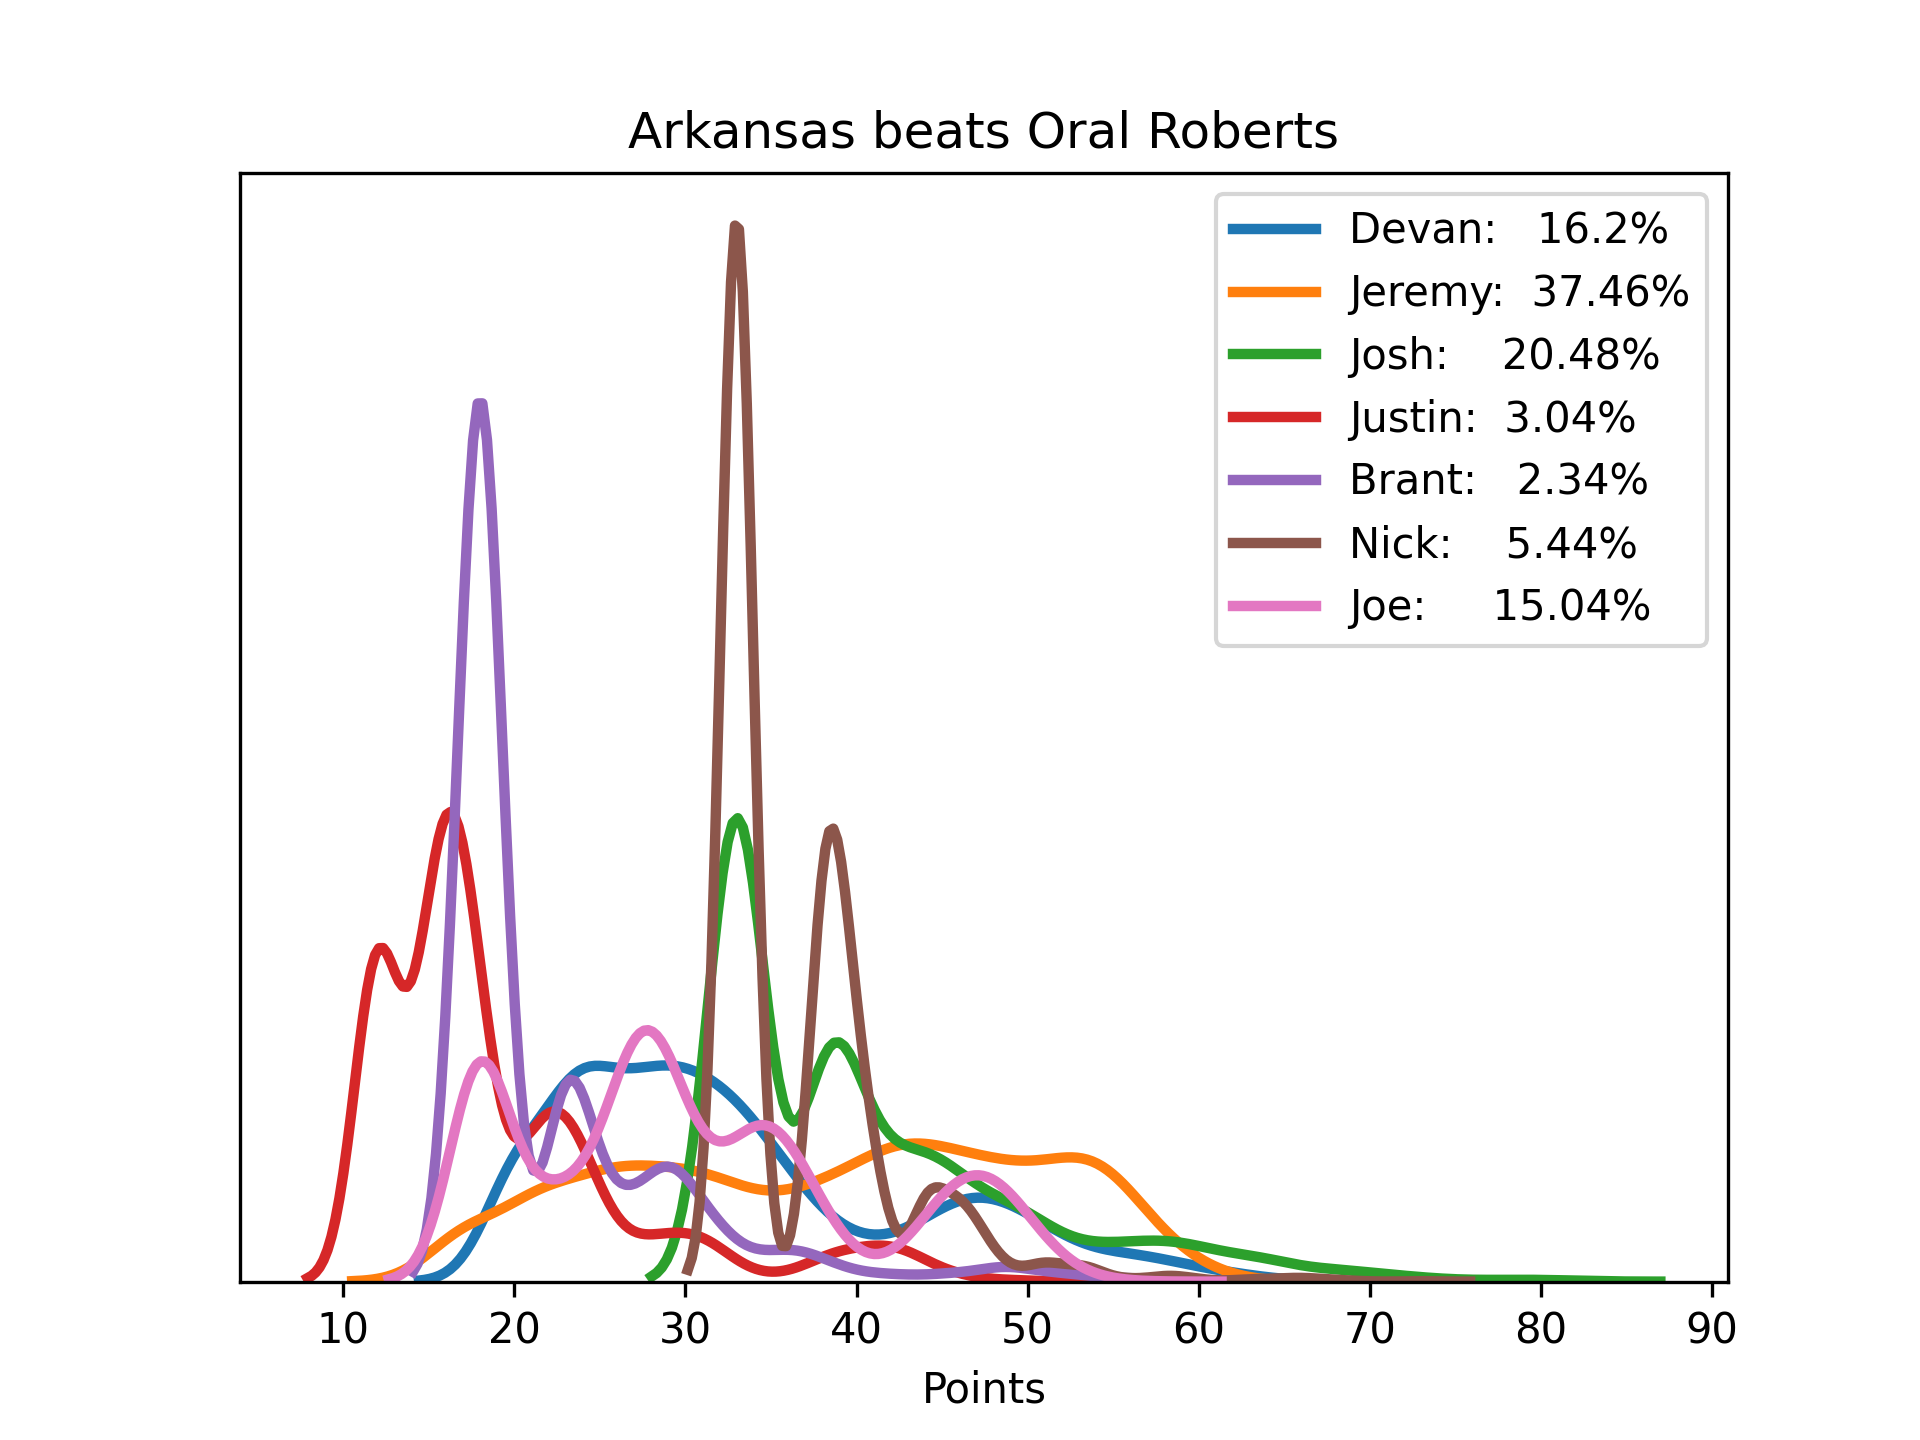 Arkansas beats Oral Roberts
Devan: 16.2%
Jeremy: 37.46%
Josh: 20.48%
Justin: 3.04%
Brant: 2.34%
Nick: 5.44%
Joe: 15.04%
10 20 30 40 50 60 70 80 90
Points